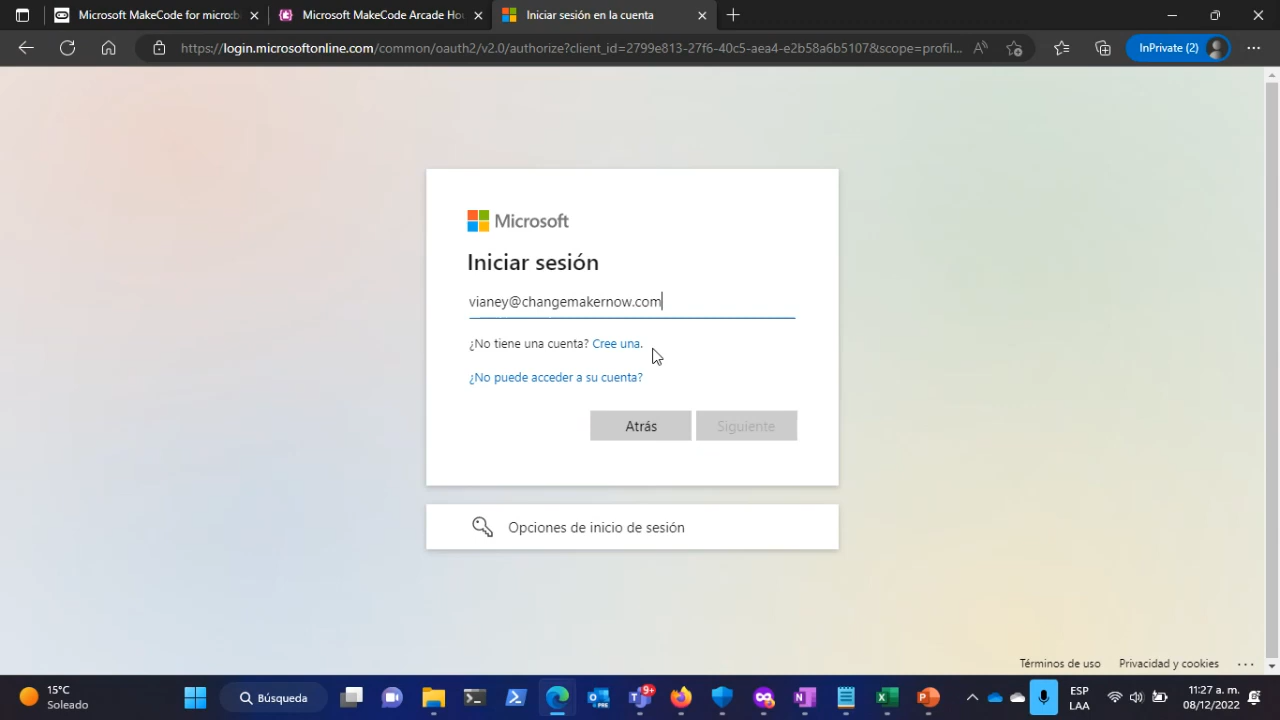 Microsoft MakeCode for microb
Microsoft MakeCode Arcade Hou
Iniciar sesión en la cuenta
https://login.microsoftonline.com/common/oauth2/v2.0/authorize?client_id=2799e813-27f6-40c5-aea4-e2b58a6b5107&scope=profil...
InPrivate (2)
Microsoft
Iniciar sesión
vianey@changemakernow.com
¿No tiene una cuenta? Cree una.
¿No puede acceder a su cuenta?
Atrás
Siguiente
Opciones de inicio de sesión
Términos de uso
Privacidad y cookies
...
15°C
Soleado
Búsqueda
9+
ESP
LAA
11:27 a. m.
08/12/2022